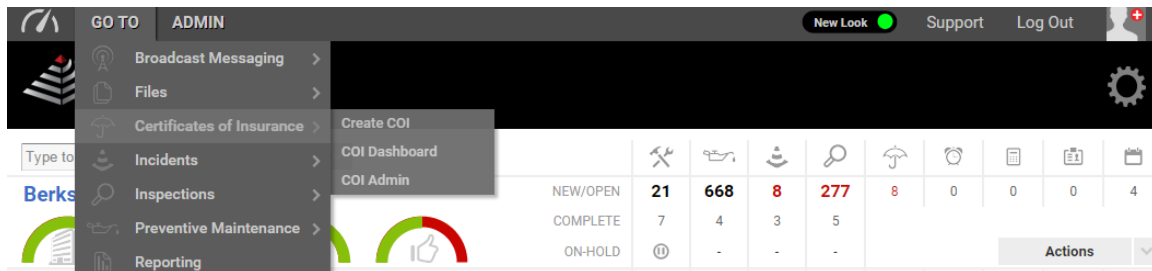 GO TO ADMIN New Look Support Log Out
Broadcast Messaging
Files
Certificates of Insurance Create COI
COI Dashboard
Type to
Incidents
COI Admin
Berks
Inspections NEW/OPEN 21 668 8 277 8 0 0 0 4
Preventive Maintenance COMPLETE 7 4 3 5
Reporting ON-HOLD - - - Actions